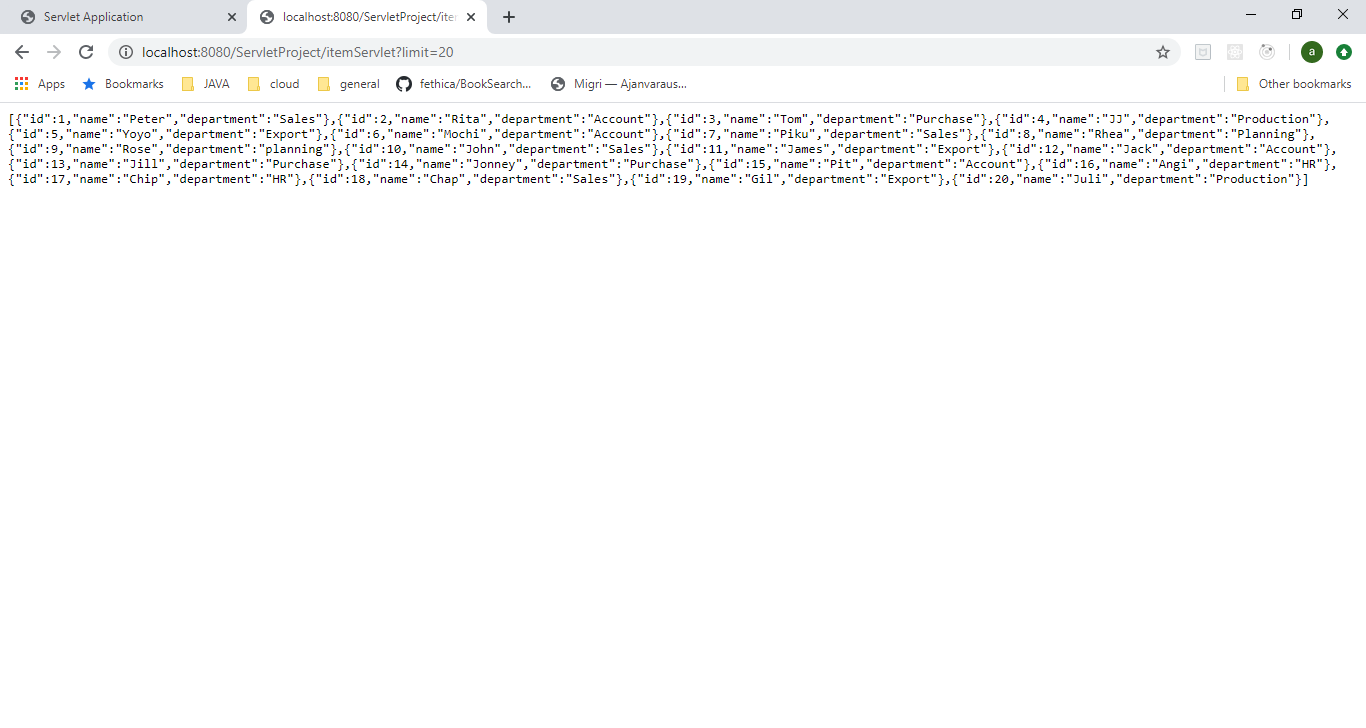 Servlet Application
localhost:8080/ServletProject/iter
localhost:8080/ServletProject/itemServlet?limit=20
a
Apps Bookmarks JAVA cloud general fethica/BookSearch... Migri — Ajanvaraus... Other bookmarks
[{"id":1,"name":"Peter","department":"Sales"},{"id":2,"name":"Rita","department":"Account"},{"id":3,"name":"Tom","department":"Purchase"},{"id":4,"name":"JJ","department":"Production"},
{"id":5,"name":"Yoyo","department":"Export"},{"id":6,"name":"Mochi","department":"Account"},{"id":7,"name":"Piku","department":"Sales"},{"id":8,"name":"Rhea","department":"Planning"},
{"id":9,"name":"Rose","department":"planning"},{"id":10,"name":"John","department":"Sales"},{"id":11,"name":"James","department":"Export"},{"id":12,"name":"Jack","department":"Account"},
{"id":13,"name":"Jill","department":"Purchase"},{"id":14,"name":"Jonney","department":"Purchase"},{"id":15,"name":"Pit","department":"Account"},{"id":16,"name":"Angi","department":"HR"},
{"id":17,"name":"Chip","department":"HR"},{"id":18,"name":"Chap","department":"Sales"},{"id":19,"name":"Gil","department":"Export"},{"id":20,"name":"Juli","department":"Production"}]